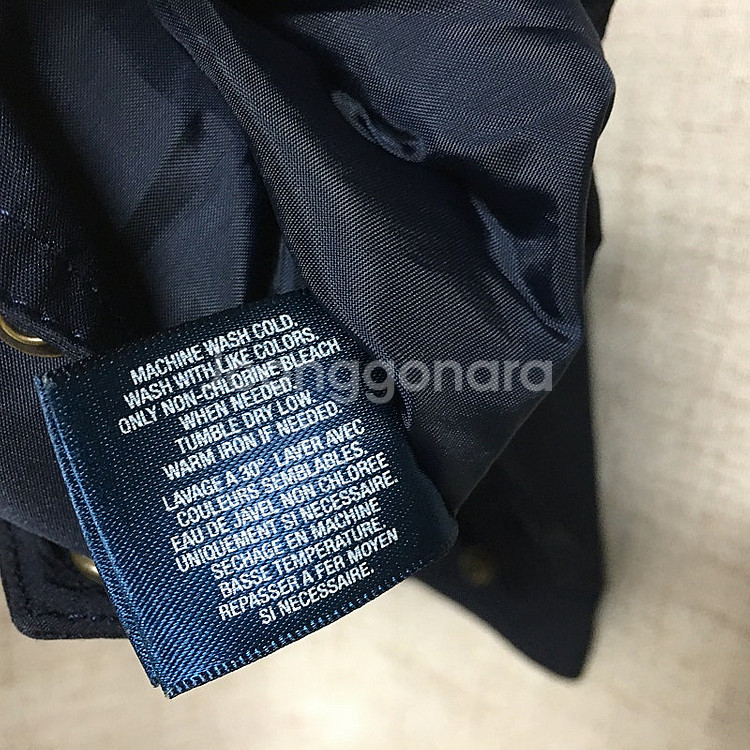 MACHINE WASH COLD.
WASH WITH LIKE COLORS.
ONLY NON-CHLORINE BLEACH
WHEN NEEDED.
TUMBLE DRY LOW
WARM IRON IF NEEDED.
LAVAGE A 30° LAVER AVEC
COULEURS SEMBLABLES.
EAU DE JAVEL NON CHLOREE
UNIQUEMENT SI NECESSAIRE.
SECHAGE EN MACHINE
BASSE TEMPERATURE.
REPASSER A FER MOYEN
SI NECESSAIRE.